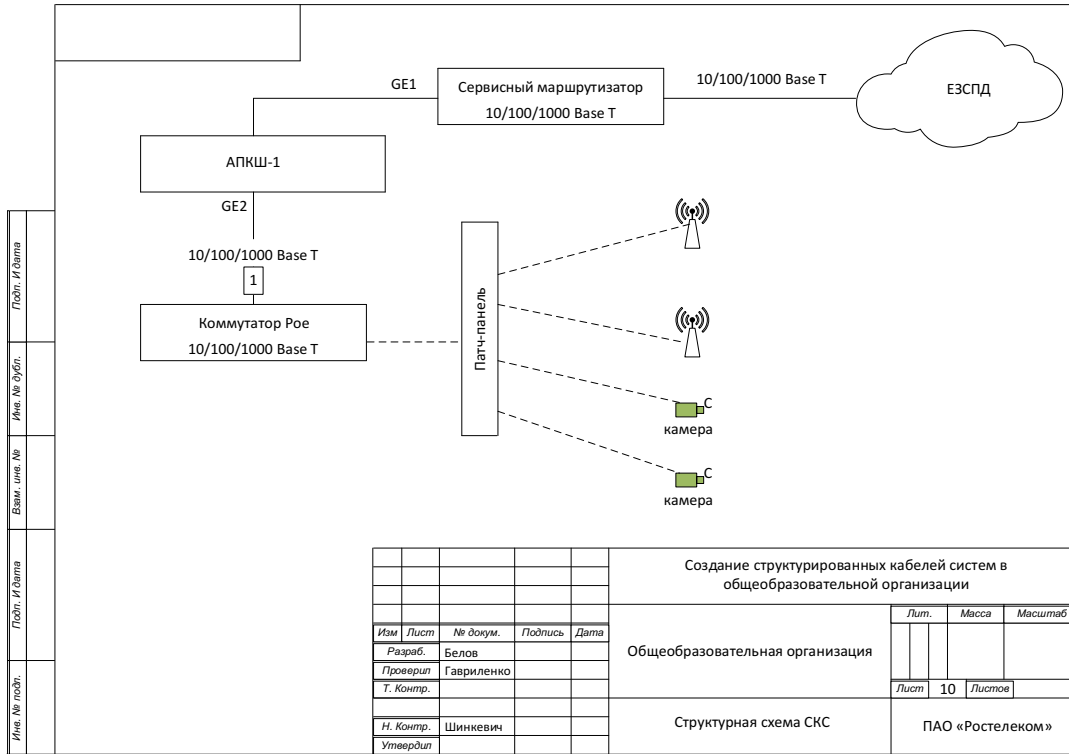 GE1
Сервисный маршрутизатор
10/100/1000 Base T
10/100/1000 Base T
ЕЗСПД
АПКШ-1
GE2
10/100/1000 Base T
1
Коммутатор Poe
10/100/1000 Base T
Патч-панель
С
камера
С
камера
Подп. И дата
Инв. № дубл.
Взам. инв. №
Подп. И дата
Инв. № подл.
Создание структурированных кабелей систем в
общеобразовательной организации
Изм Лист № докум. Подпись Дата
Разраб. Белов
Проверил Гавриленко
Т. Контр.
Н. Контр. Шинкевич
Утвердил
Общеобразовательная организация
Лит. Масса Масштаб
Лист 10 Листов
Структурная схема СКС
ПАО «Ростелеком»